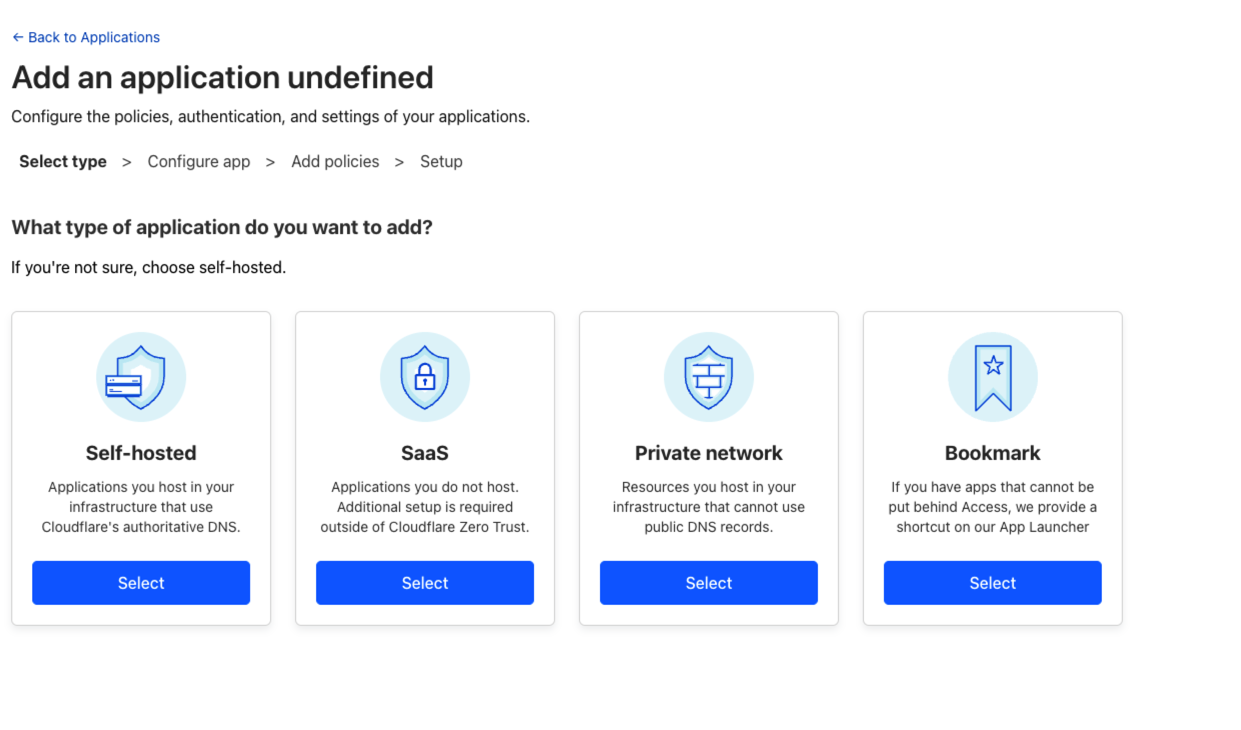 ← Back to Applications
Add an application undefined
Configure the policies, authentication, and settings of your applications.
Select type > Configure app > Add policies > Setup
What type of application do you want to add?
If you're not sure, choose self-hosted.
Self-hosted
Applications you host in your
infrastructure that use
Cloudflare's authoritative DNS.
Select
SaaS
Applications you do not host.
Additional setup is required
outside of Cloudflare Zero Trust.
Select
Private network
Resources you host in your
infrastructure that cannot use
public DNS records.
Select
Bookmark
If you have apps that cannot be
put behind Access, we provide a
shortcut on our App Launcher
Select